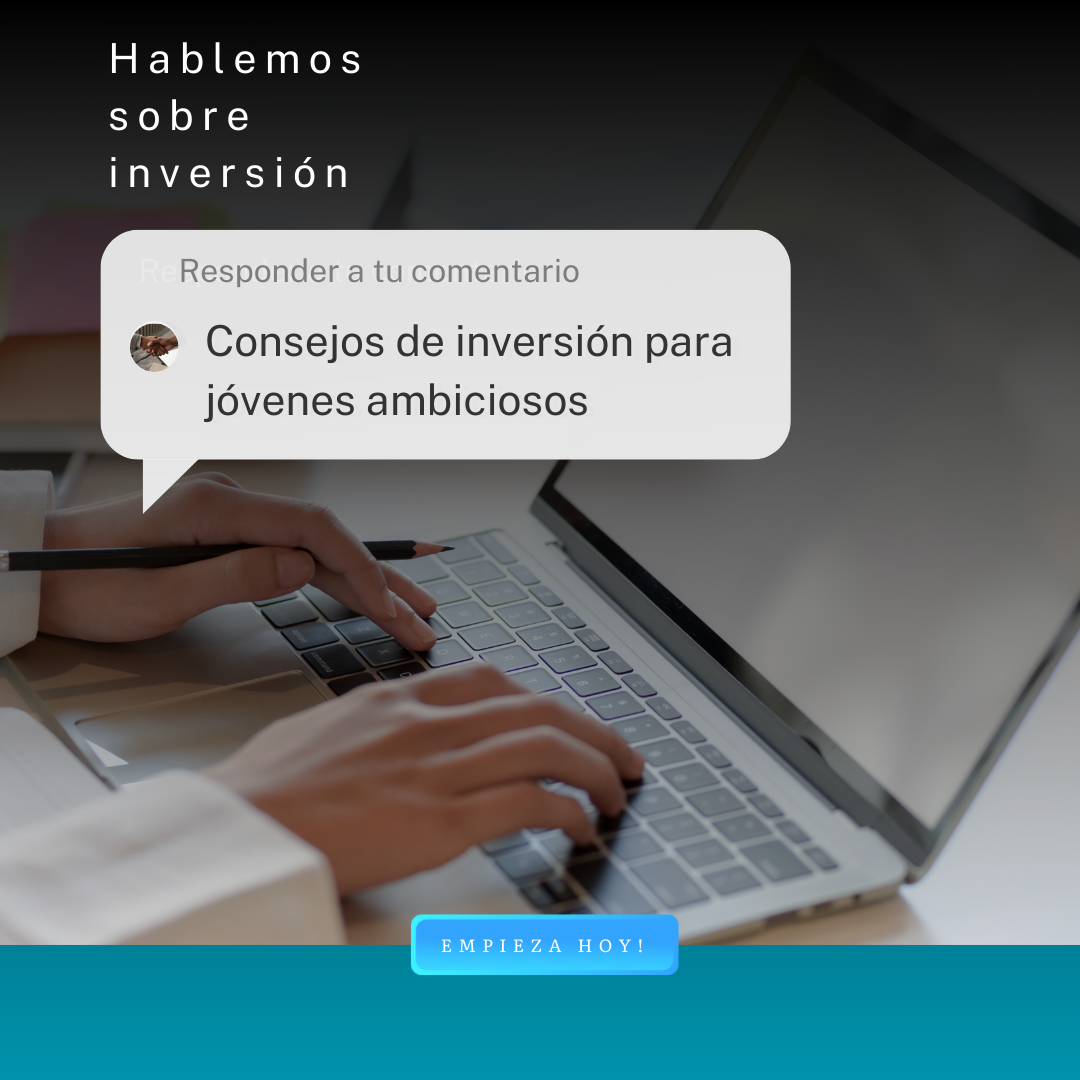 Hablemos
sobre
inversión
Responder a tu comentario
Consejos de inversión para
jóvenes ambiciosos
EMPIEZA HOY!